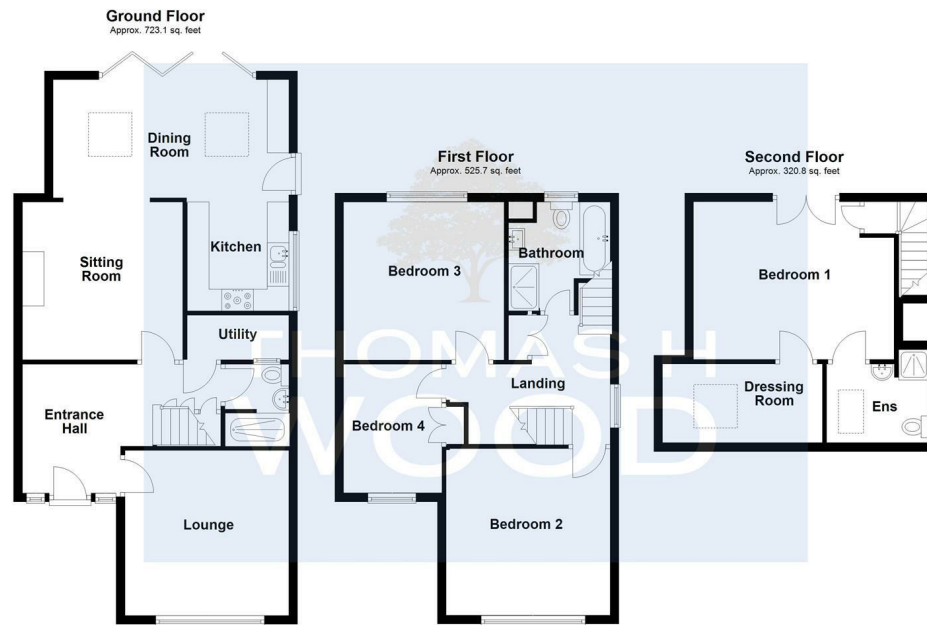 Ground Floor
Approx. 723.1 sq. feet
Dining
Room
Kitchen
Sitting
Room
Utility
Entrance
Hall
Lounge
First Floor
Approx. 525.7 sq. feet
Bedroom 3
Bathroom
Landing
Bedroom 4
Bedroom 2
Second Floor
Approx. 320.8 sq. feet
Bedroom 1
Dressing
Room
Ens
THOMAS H
WOOD